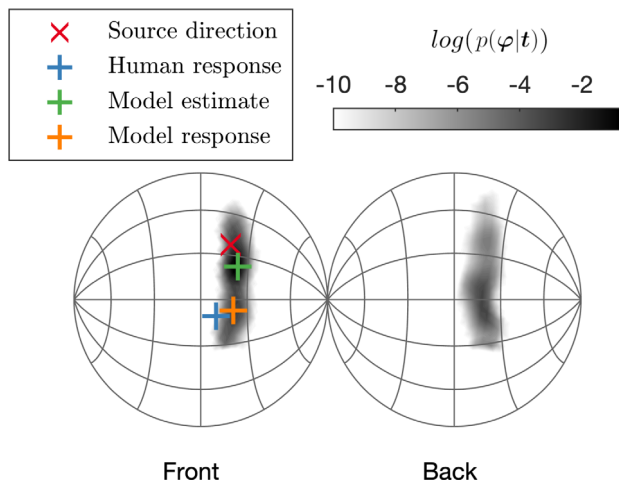 Source direction
Human response
Model estimate
Model response
log(p(φ|t))
-10 -8 -6 -4 -2
Front Back